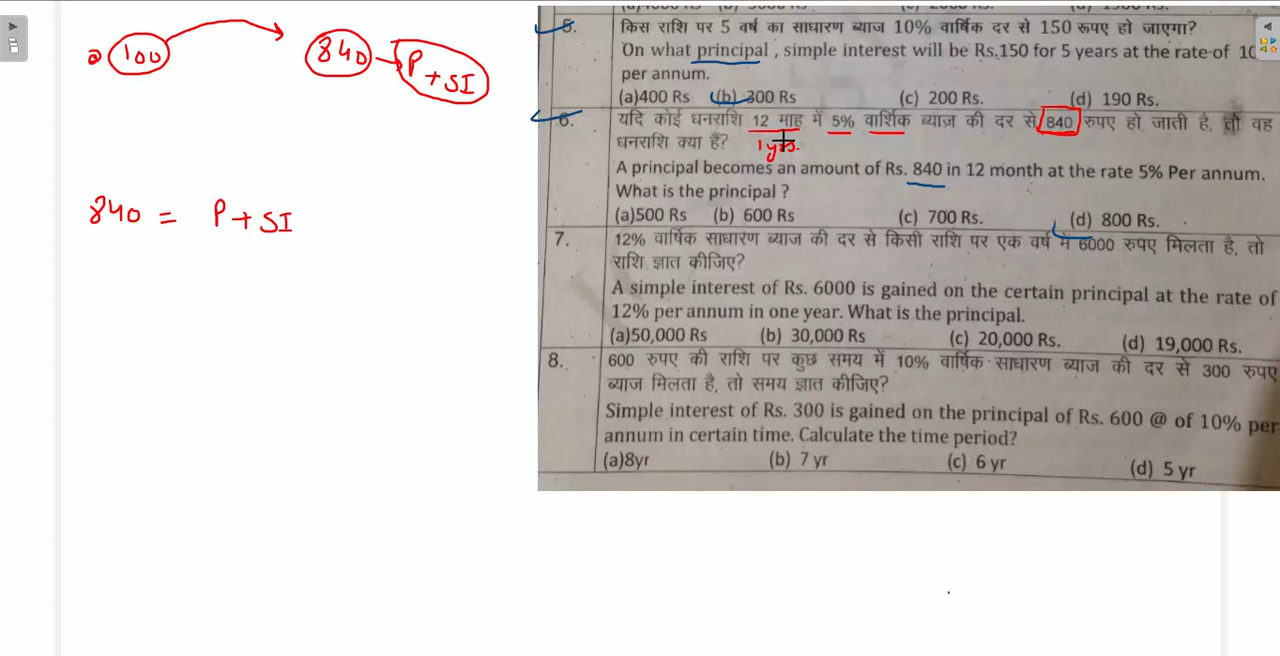 100
840
P
+ SI
840 = P + SI
5.
किस राशि पर 5 वर्ष का साधारण ब्याज 10% वार्षिक दर से 150 रूपए हो जाएगा?
On what principal , simple interest will be Rs.150 for 5 years at the rate of 10
per annum.
(a)400 Rs (b) 300 Rs (c) 200 Rs. (d) 190 Rs.
6.
यदि कोई धनराशि 12 माह में 5% वार्शिक ब्याज की दर से 840 रुपए हो जाती है, तो वह
धनराशि क्या हैं?
1 yrs.
A principal becomes an amount of Rs. 840 in 12 month at the rate 5% Per annum.
What is the principal ?
(a)500 Rs (b) 600 Rs (c) 700 Rs. (d) 800 Rs.
7.
12% वार्षिक साधारण ब्याज की दर से किसी राशि पर एक वर्ष में 6000 रुपए मिलता है, तो
राशि ज्ञात कीजिए?
A simple interest of Rs. 6000 is gained on the certain principal at the rate of
12% per annum in one year. What is the principal.
(a)50,000 Rs (b) 30,000 Rs (c) 20,000 Rs. (d) 19,000 Rs.
8.
600 रुपए की राशि पर कुछ समय में 10% वार्षिक साधारण ब्याज की दर से 300 रुपए
ब्याज मिलता है, तो समय ज्ञात कीजिए?
Simple interest of Rs. 300 is gained on the principal of Rs. 600 @ of 10% per
annum in certain time. Calculate the time period?
(a)8yr (b) 7 yr (c) 6 yr (d) 5 yr